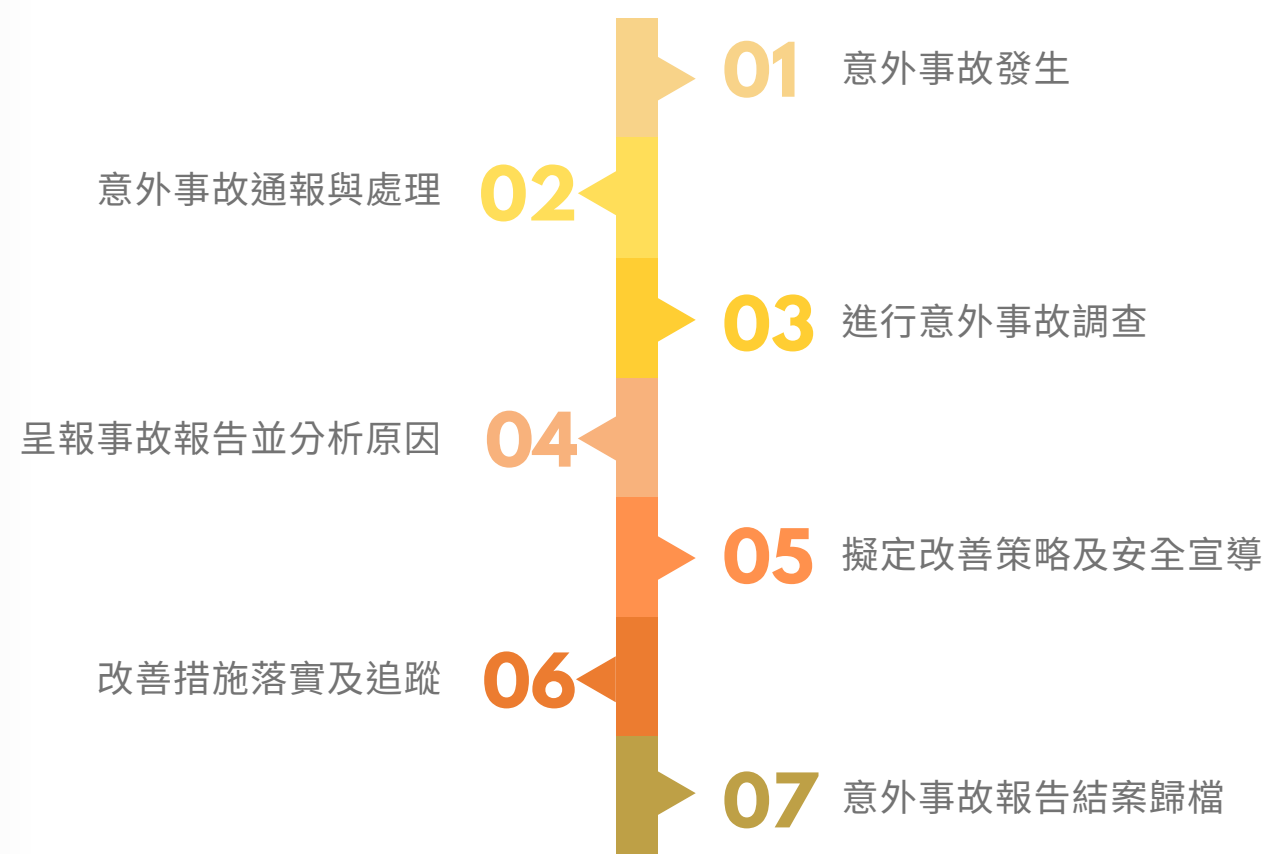 01 意外事故發生
意外事故通報與處理 02
03 進行意外事故調查
呈報事故報告並分析原因 04
05 擬定改善策略及安全宣導
改善措施落實及追蹤 06
07 意外事故報告結案歸檔